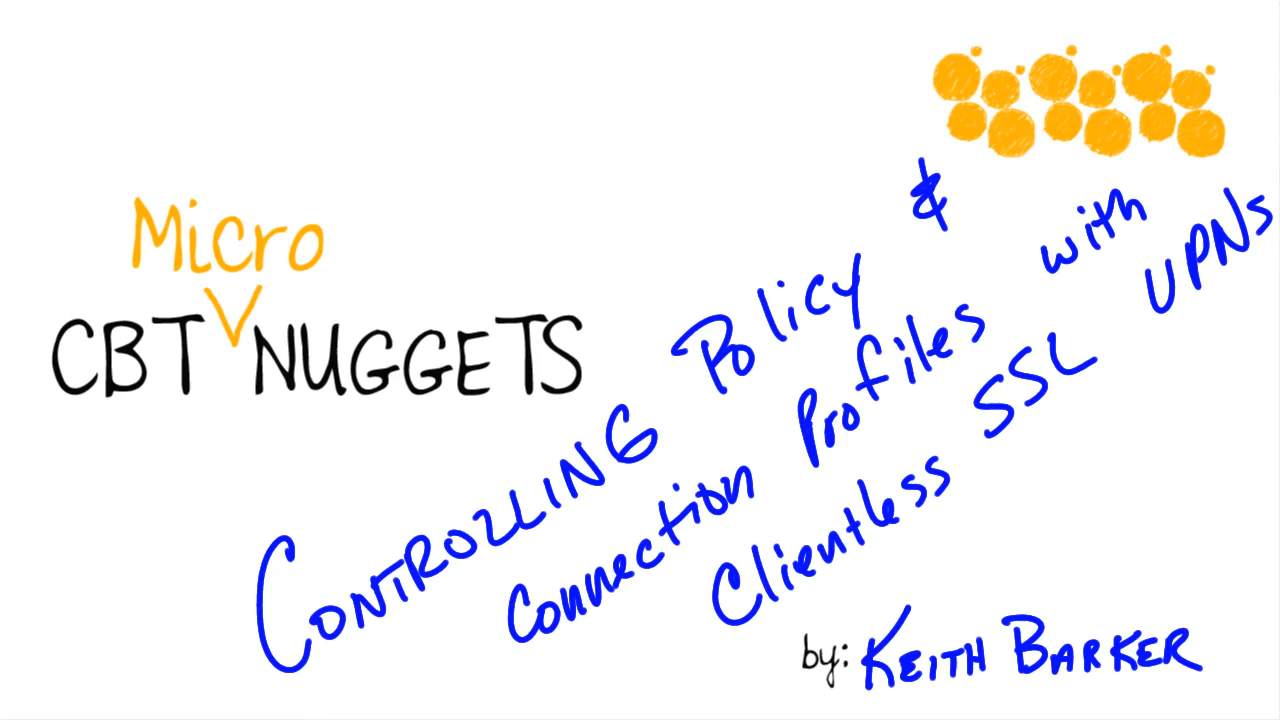 Micro
CBT NUGGETS
CONTROLLING Policy &
Connection Profiles with
Clientless SSL VPNs
by: KEITH BARKER